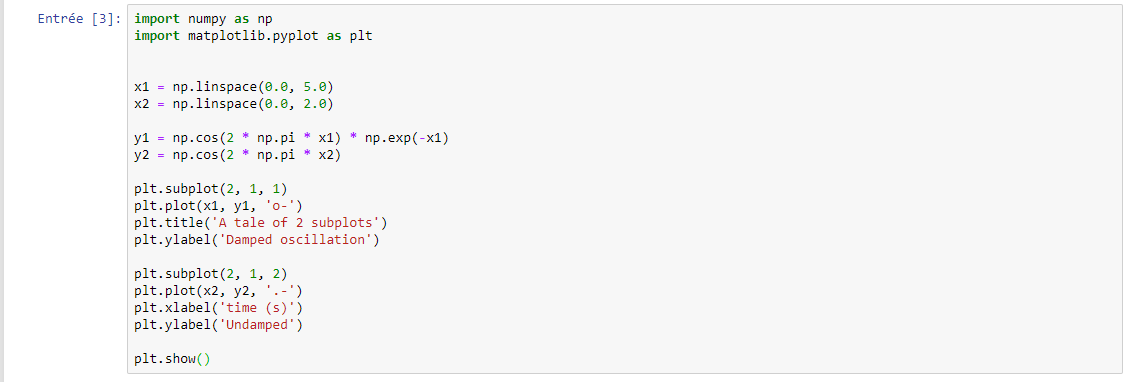 Entrée [3]: import numpy as np
import matplotlib.pyplot as plt
x1 = np.linspace(0.0, 5.0)
x2 = np.linspace(0.0, 2.0)
y1 = np.cos(2 * np.pi * x1) * np.exp(-x1)
y2 = np.cos(2 * np.pi * x2)
plt.subplot(2, 1, 1)
plt.plot(x1, y1, 'o-')
plt.title('A tale of 2 subplots')
plt.ylabel('Damped oscillation')
plt.subplot(2, 1, 2)
plt.plot(x2, y2, '.-')
plt.xlabel('time (s)')
plt.ylabel('Undamped')
plt.show()